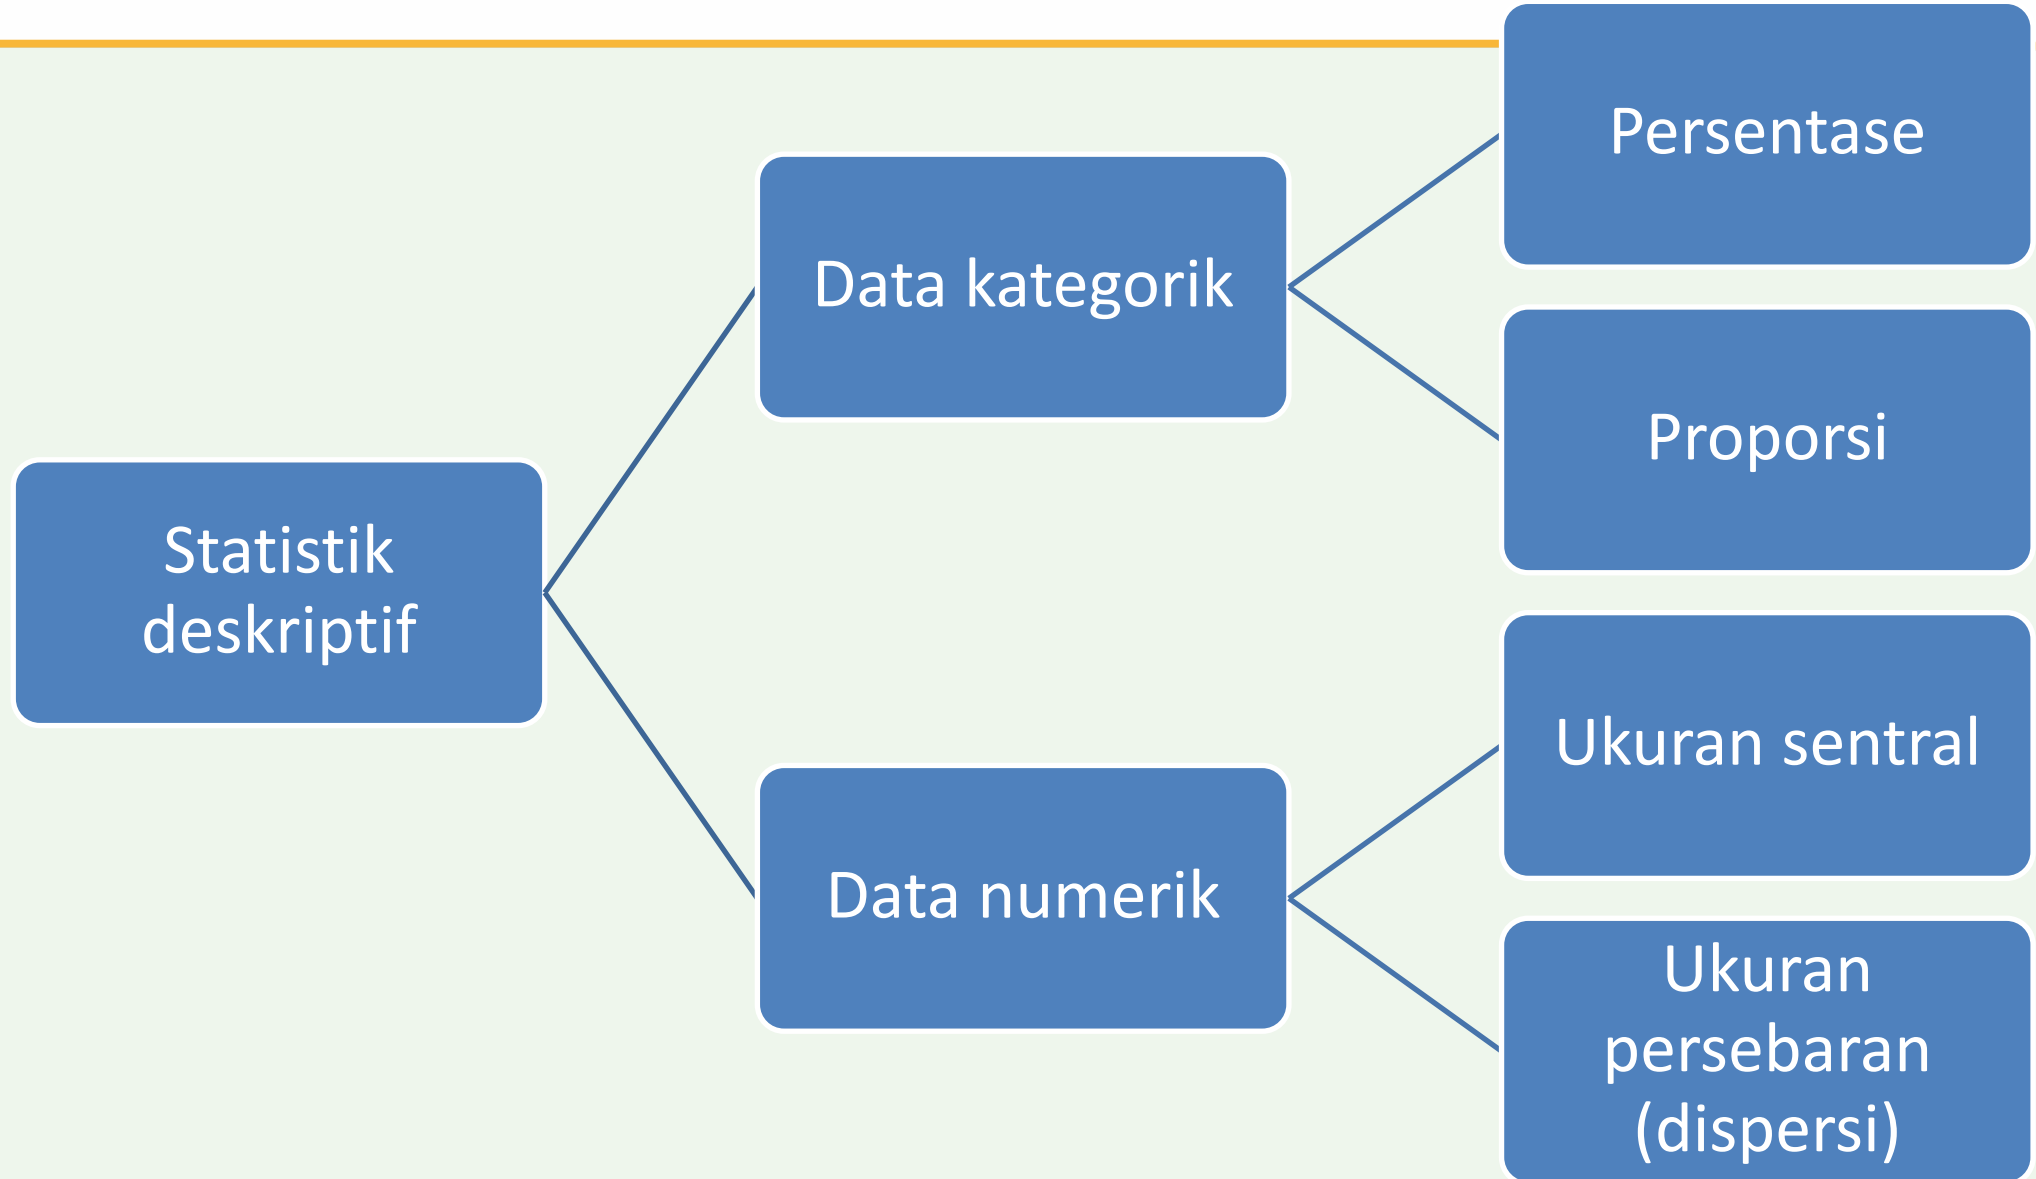 Statistik
deskriptif
Data kategorik
Persentase
Proporsi
Data numerik
Ukuran sentral
Ukuran
persebaran
(dispersi)